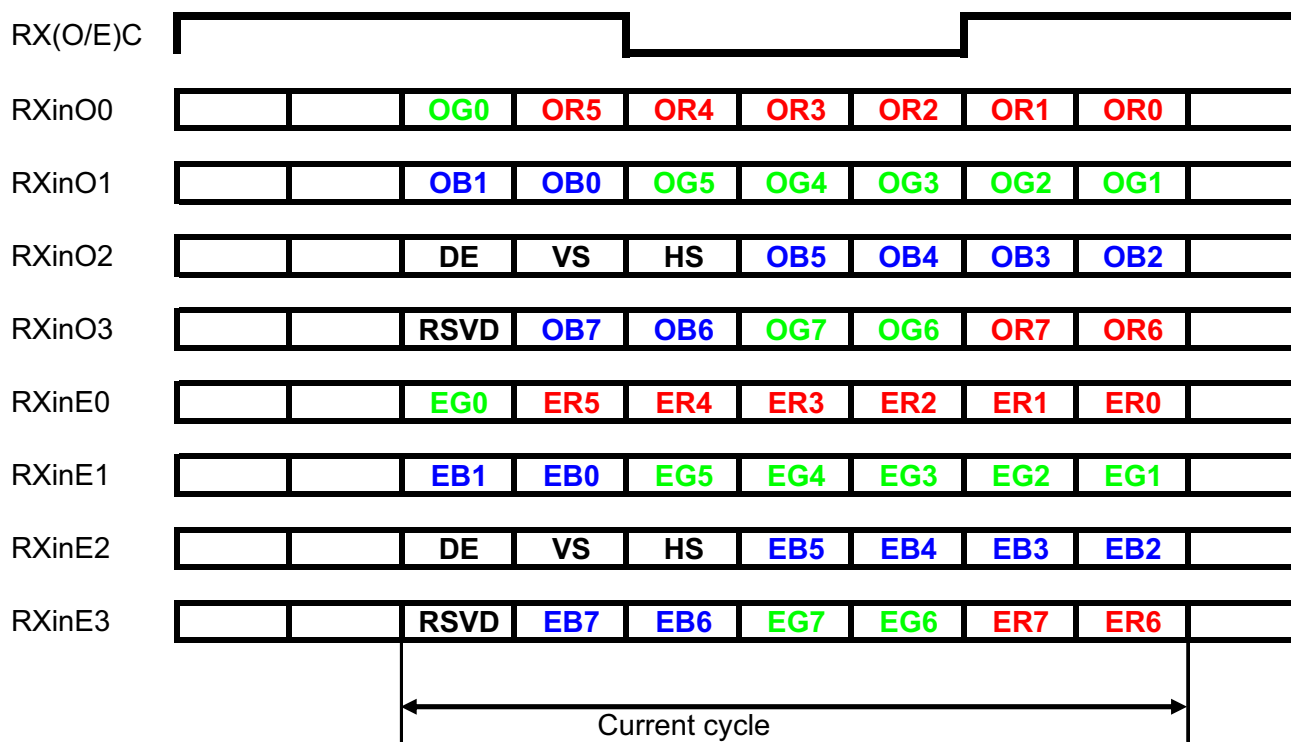 RX(O/E)C
RXinO0 OG0 OR5 OR4 OR3 OR2 OR1 OR0
RXinO1 OB1 OB0 OG5 OG4 OG3 OG2 OG1
RXinO2 DE VS HS OB5 OB4 OB3 OB2
RXinO3 RSVD OB7 OB6 OG7 OG6 OR7 OR6
RXinE0 EG0 ER5 ER4 ER3 ER2 ER1 ER0
RXinE1 EB1 EB0 EG5 EG4 EG3 EG2 EG1
RXinE2 DE VS HS EB5 EB4 EB3 EB2
RXinE3 RSVD EB7 EB6 EG7 EG6 ER7 ER6
Current cycle